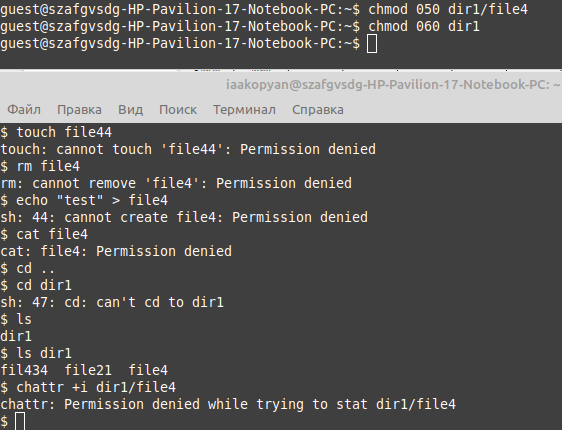 guest@szafgvsdg-HP-Pavilion-17-Notebook-PC:~$ chmod 050 dir1/file4
guest@szafgvsdg-HP-Pavilion-17-Notebook-PC:~$ chmod 060 dir1
guest@szafgvsdg-HP-Pavilion-17-Notebook-PC:~$
iaakopyan@szafgvsdg-HP-Pavilion-17-Notebook-PC: ~
Файл Правка Вид Поиск Терминал Справка
$ touch file44
touch: cannot touch 'file44': Permission denied
$ rm file4
rm: cannot remove 'file4': Permission denied
$ echo "test" > file4
sh: 44: cannot create file4: Permission denied
$ cat file4
cat: file4: Permission denied
$ cd ..
$ cd dir1
sh: 47: cd: can't cd to dir1
$ ls
dir1
$ ls dir1
fil434  file21  file4
$ chattr +i dir1/file4
chattr: Permission denied while trying to stat dir1/file4
$